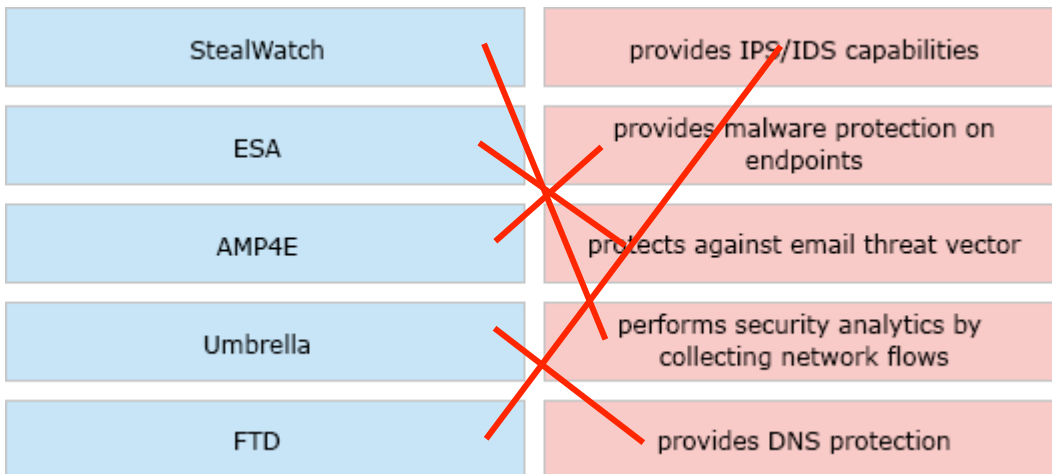 StealWatch
provides IPS/IDS capabilities
ESA
provides malware protection on
endpoints
AMP4E
protects against email threat vector
Umbrella
performs security analytics by
collecting network flows
FTD
provides DNS protection